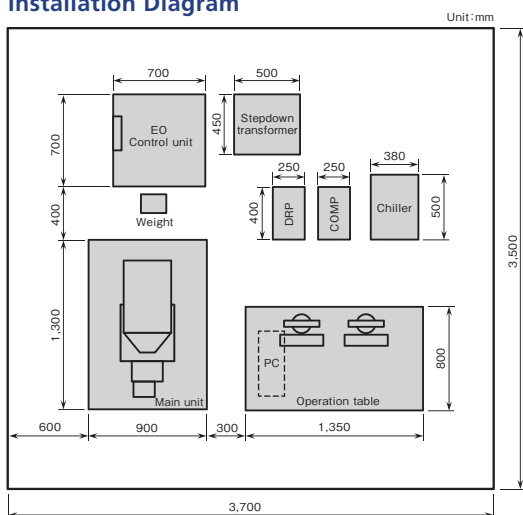 Installation Diagram
Unit:mm
700
500
700
EO
Control unit
450
Stepdown
transformer
250
250
380
400
Weight
400
DRP
COMP
Chiller
500
3,500
1,300
Main unit
PC
Operation table
800
600
900
300
1,350
3,700